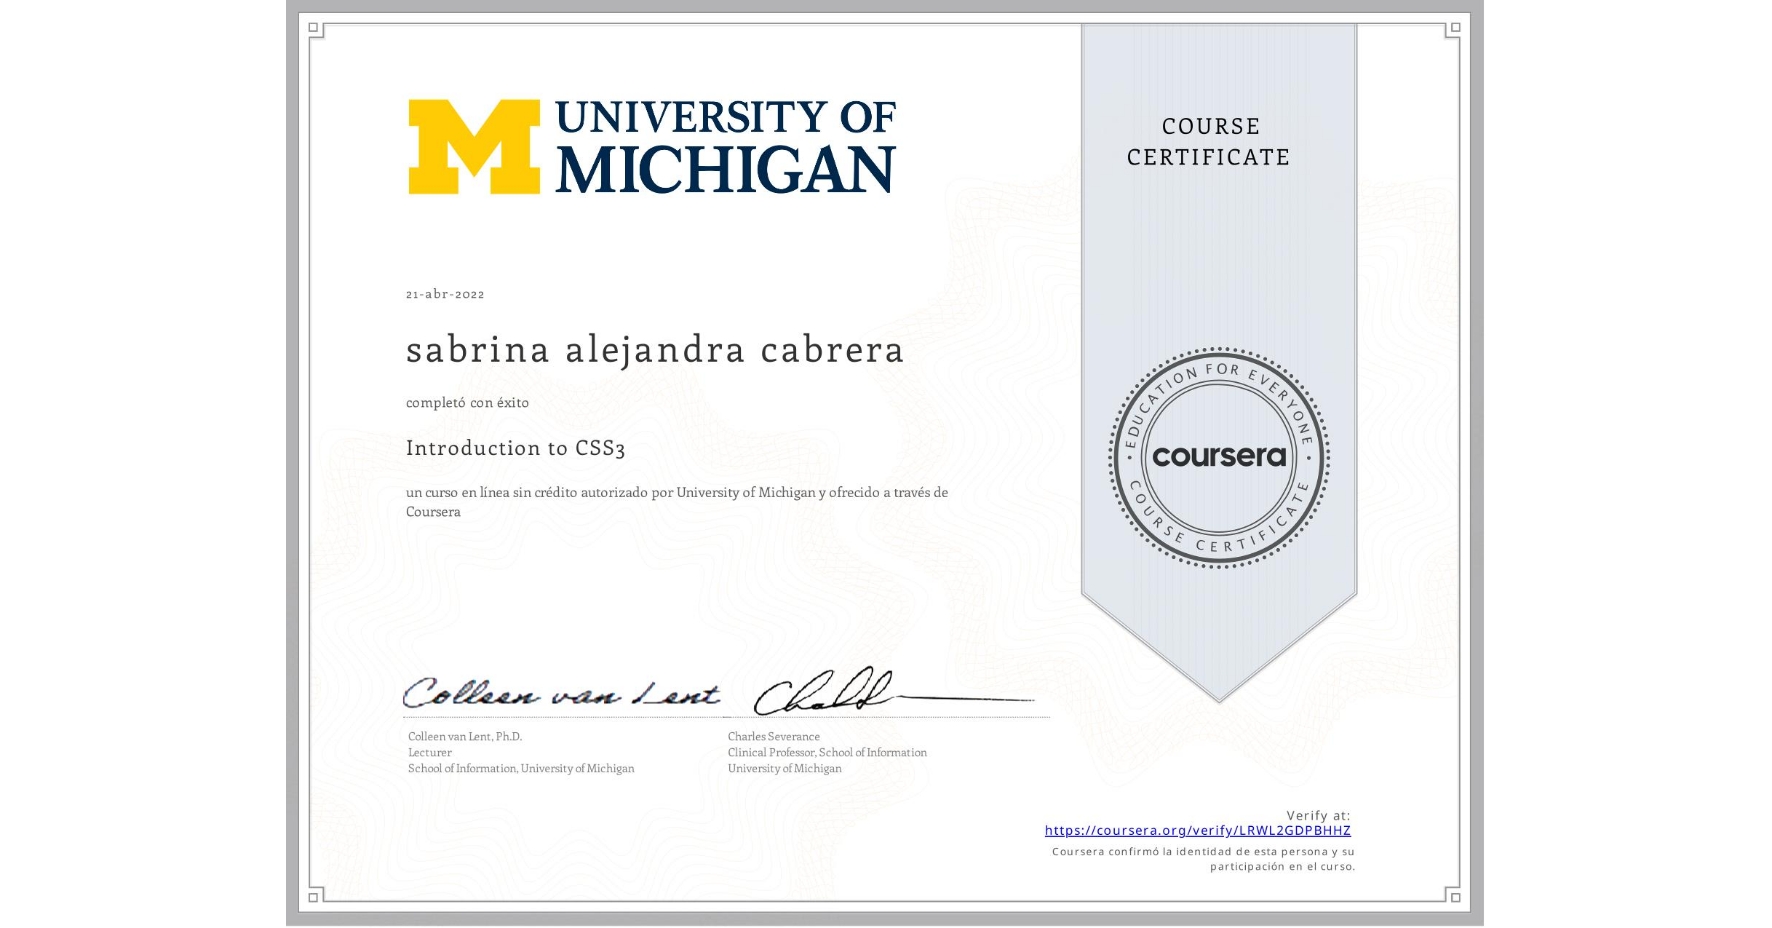 UNIVERSITY OF
MICHIGAN
COURSE
CERTIFICATE
21-abr-2022
sabrina alejandra cabrera
completó con éxito
Introduction to CSS3
un curso en línea sin crédito autorizado por University of Michigan y ofrecido a través de
Coursera
EDUCATION FOR EVERYONE
coursera
COURSE CERTIFICATE
Colleen van Lent
Colleen van Lent, Ph.D.
Lecturer
School of Information, University of Michigan
Charles Severance
Clinical Professor, School of Information
University of Michigan
Verify at:
https://coursera.org/verify/LRWL2GDPBHHZ
Coursera confirmó la identidad de esta persona y su
participación en el curso.